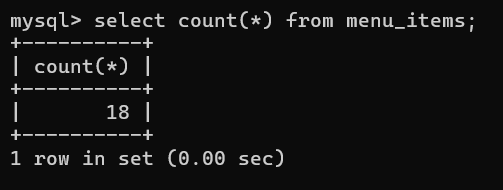 mysql> select count(*) from menu_items;
+----------+
| count(*) |
+----------+
|       18 |
+----------+
1 row in set (0.00 sec)